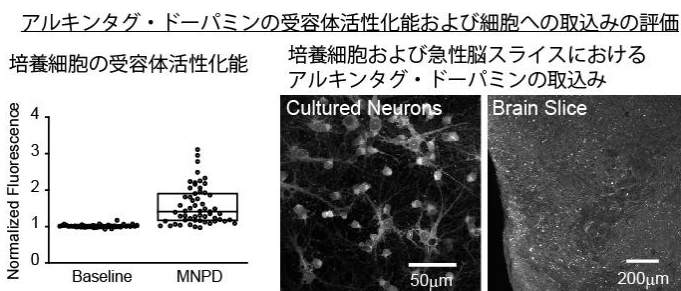 アルキンタグ・ドーパミンの受容体活性化能および細胞への取込みの評価
培養細胞の受容体活性化能
Normalized Fluorescence
4
3
2
1
0
Baseline
MNPD
培養細胞および急性脳スライスにおける
アルキンタグ・ドーパミンの取込み
Cultured Neurons
50μm
Brain Slice
200μm